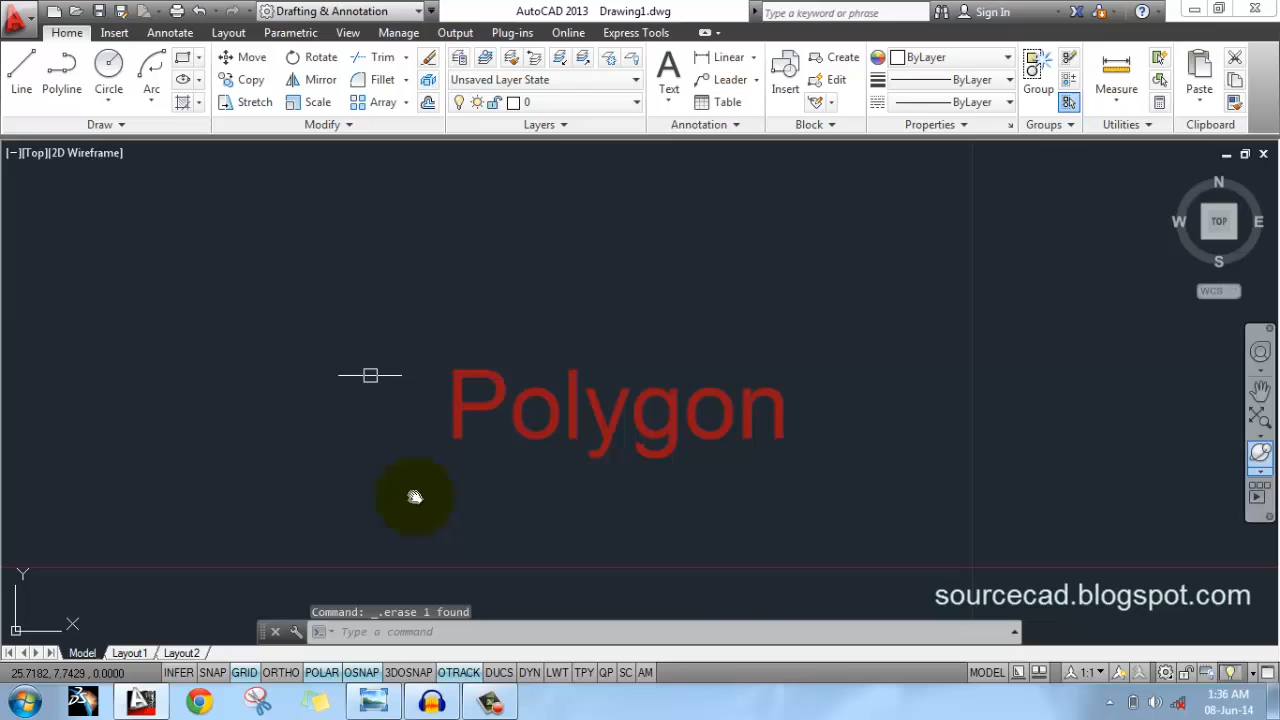 Drafting & Annotation
AutoCAD 2013 Drawing1.dwg
Type a keyword or phrase
Sign In
Home Insert Annotate Layout Parametric View Manage Output Plug-ins Online Express Tools
Line Polyline Circle Arc
Move Rotate Trim
Copy Mirror Fillet
Stretch Scale Array
Unsaved Layer State
0
Text
Linear
Leader
Table
Insert
Create
Edit
ByLayer
ByLayer
ByLayer
Group
Measure
Paste
Draw Modify Layers Annotation Block Properties Groups Utilities Clipboard
[−][Top][2D Wireframe]
N
W TOP E
S
WCS
Polygon
sourcecad.blogspot.com
Y
X
Command: _.erase 1 found
Type a command
Model Layout1 Layout2
25.7182, 7.7429, 0.0000 INFER SNAP GRID ORTHO POLAR OSNAP 3DOSNAP OTRACK DUCS DYN LWT TPY QP SC AM MODEL 1:1
1:36 AM
08-Jun-14